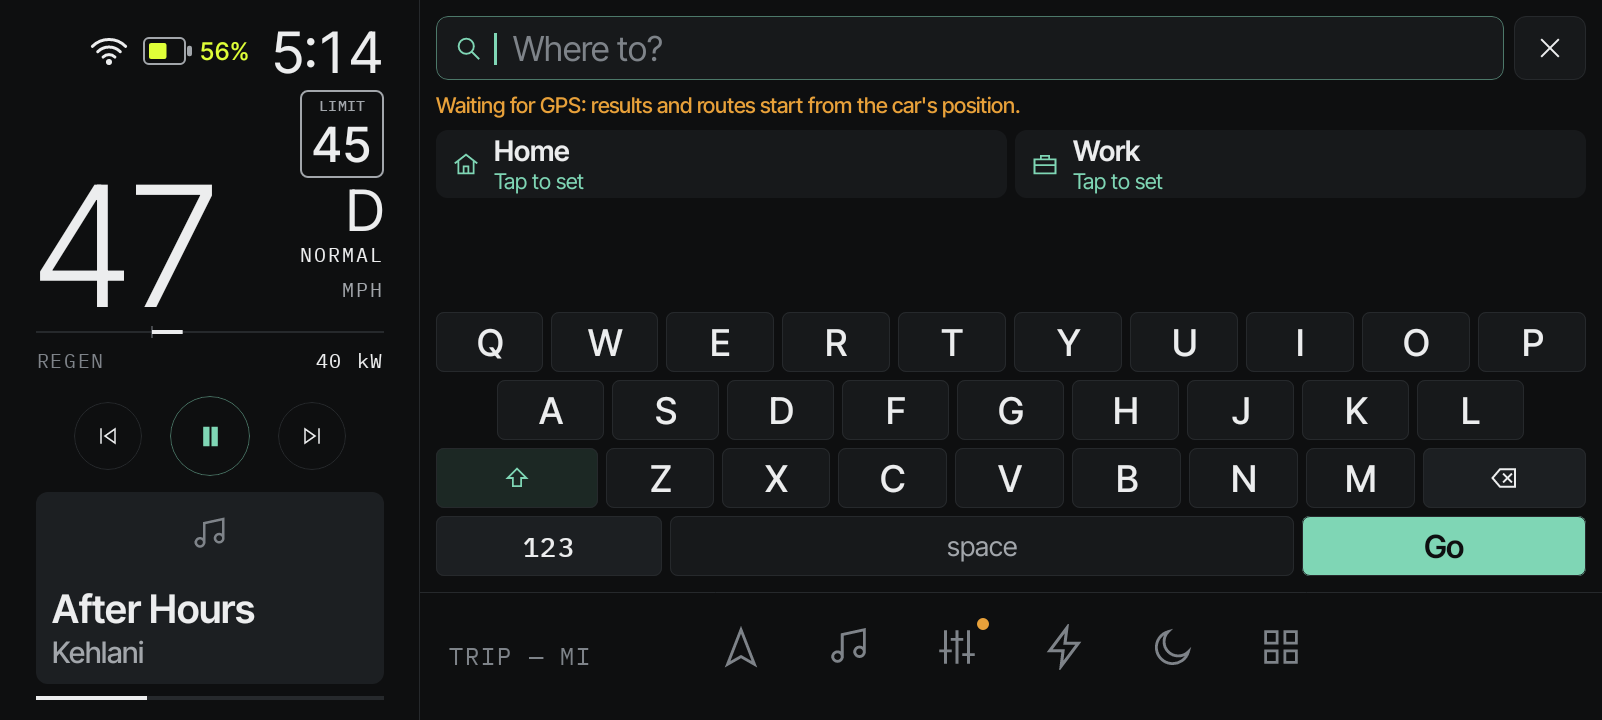 56% 5:14
LIMIT
45
47
D
NORMAL
MPH
REGEN 40 kW
After Hours
Kehlani
Where to?
Waiting for GPS: results and routes start from the car's position.
Home
Tap to set
Work
Tap to set
Q W E R T Y U I O P
A S D F G H J K L
Z X C V B N M
123 space Go
TRIP — MI